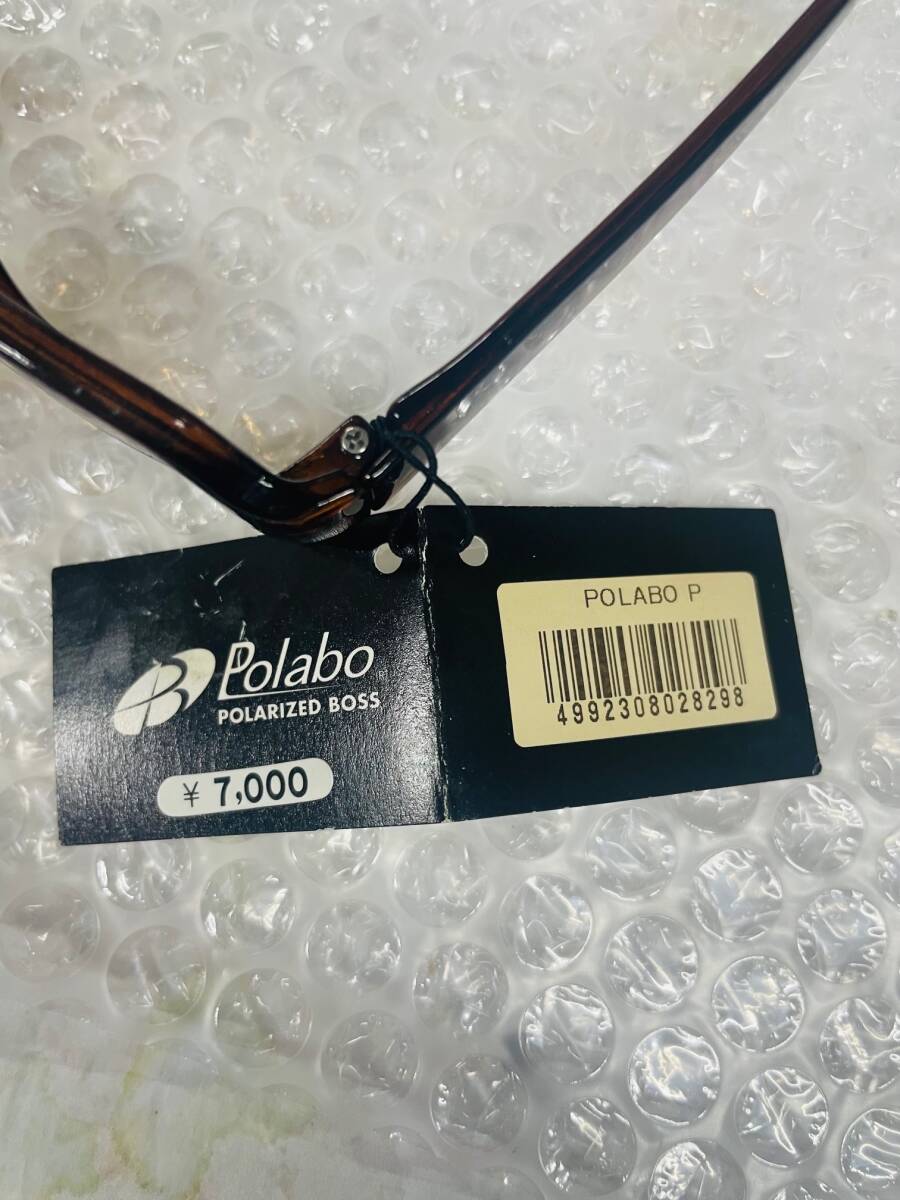 Polabo
POLARIZED BOSS
¥ 7,000
POLABO P
4992308028298